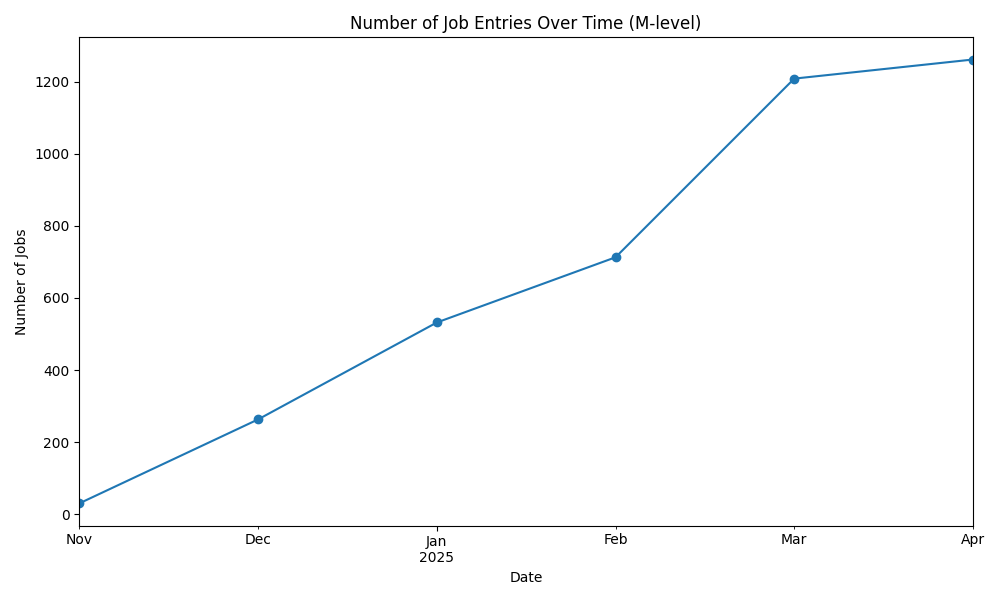 Number of Job Entries Over Time (M-level)
Number of Jobs
1200
1000
800
600
400
200
0
Nov
Dec
Jan
2025
Feb
Mar
Apr
Date